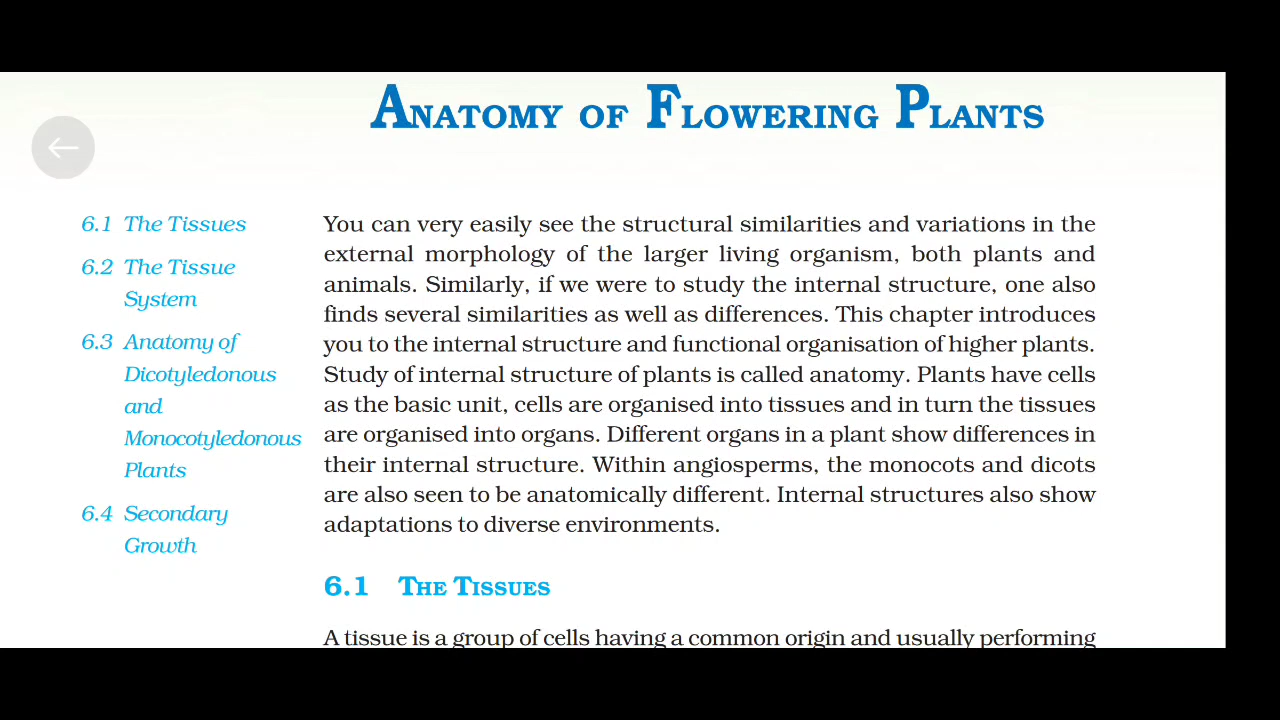 ANATOMY OF FLOWERING PLANTS
6.1 The Tissues
6.2 The Tissue
System
6.3 Anatomy of
Dicotyledonous
and
Monocotyledonous
Plants
6.4 Secondary
Growth
You can very easily see the structural similarities and variations in the
external morphology of the larger living organism, both plants and
animals. Similarly, if we were to study the internal structure, one also
finds several similarities as well as differences. This chapter introduces
you to the internal structure and functional organisation of higher plants.
Study of internal structure of plants is called anatomy. Plants have cells
as the basic unit, cells are organised into tissues and in turn the tissues
are organised into organs. Different organs in a plant show differences in
their internal structure. Within angiosperms, the monocots and dicots
are also seen to be anatomically different. Internal structures also show
adaptations to diverse environments.
6.1 THE TISSUES
A tissue is a group of cells having a common origin and usually performing